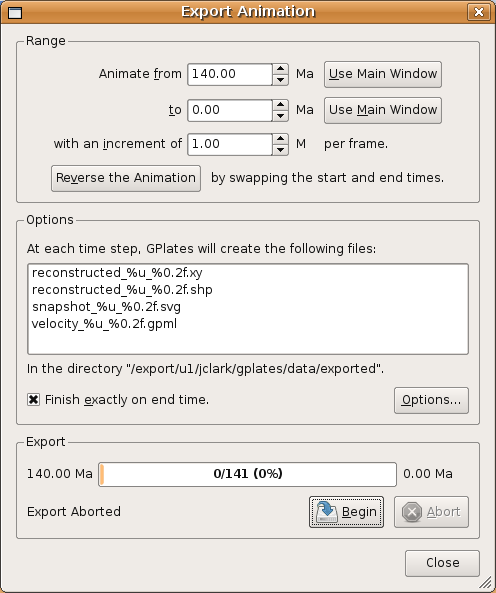 Export Animation
Range
Animate from 140.00 Ma Use Main Window
to 0.00 Ma Use Main Window
with an increment of 1.00 M per frame.
Reverse the Animation by swapping the start and end times.
Options
At each time step, GPlates will create the following files:
reconstructed_%u_%0.2f.xy
reconstructed_%u_%0.2f.shp
snapshot_%u_%0.2f.svg
velocity_%u_%0.2f.gpml
In the directory "/export/u1/jclark/gplates/data/exported".
Finish exactly on end time. Options...
Export
140.00 Ma 0/141 (0%) 0.00 Ma
Export Aborted Begin Abort
Close